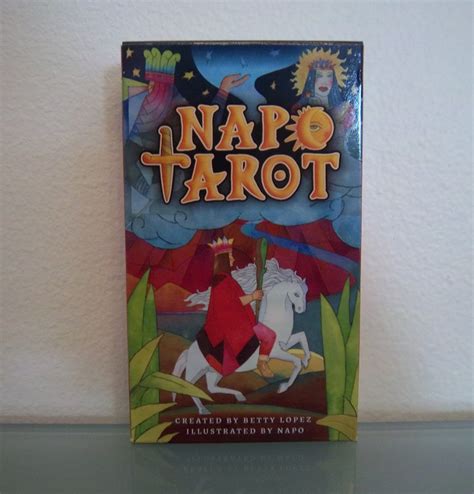 NAPO
TAROT
CREATED BY BETTY LOPEZ
ILLUSTRATED BY NAPO